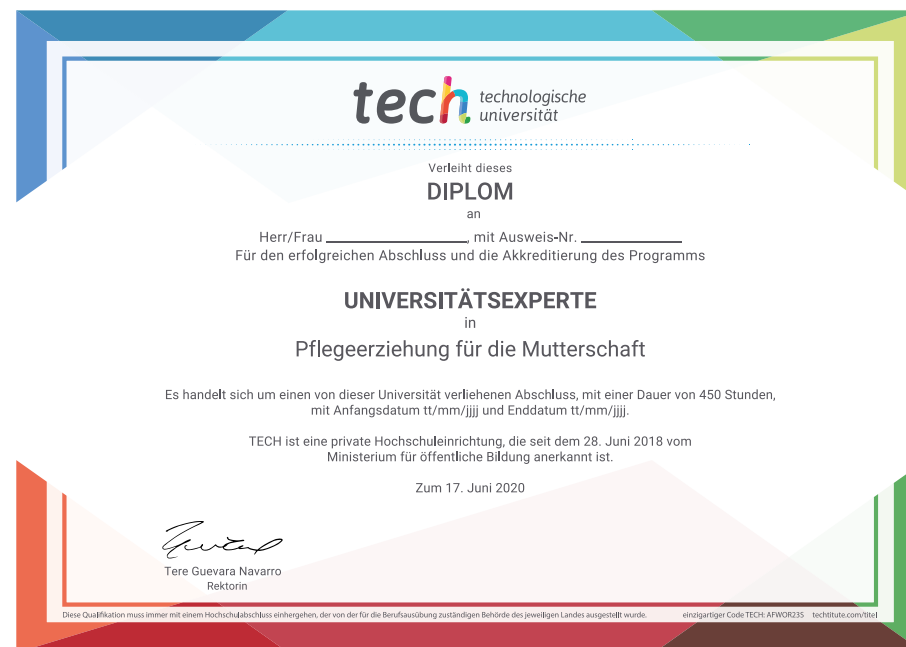 tech technologische
universität
Verleiht dieses
DIPLOM
an
Herr/Frau ____________, mit Ausweis-Nr. ____________
Für den erfolgreichen Abschluss und die Akkreditierung des Programms
UNIVERSITÄTSEXPERTE
in
Pflegeerziehung für die Mutterschaft
Es handelt sich um einen von dieser Universität verliehenen Abschluss, mit einer Dauer von 450 Stunden,
mit Anfangsdatum tt/mm/jjjj und Enddatum tt/mm/jjjj.
TECH ist eine private Hochschuleinrichtung, die seit dem 28. Juni 2018 vom
Ministerium für öffentliche Bildung anerkannt ist.
Zum 17. Juni 2020
Tere Guevara Navarro
Rektorin
Diese Qualifikation muss immer mit einem Hochschulabschluss einhergehen, der von der für die Berufsausübung zuständigen Behörde des jeweiligen Landes ausgestellt wurde. einzigartiger Code TECH: AFWOR23S techtitute.com/titel